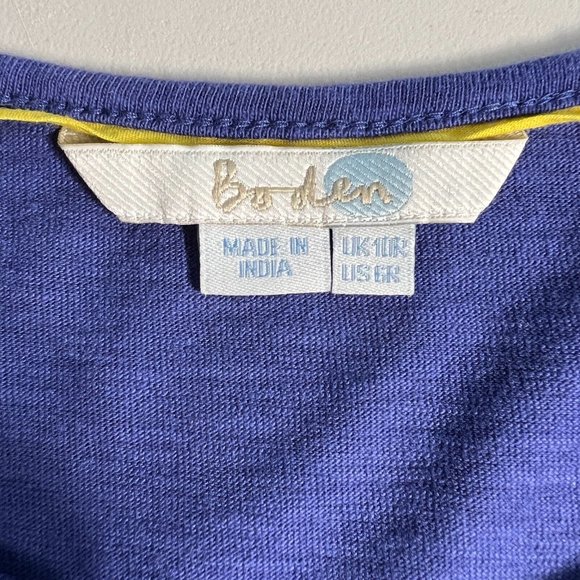 Boden
MADE IN
INDIA
UK10R
US6R